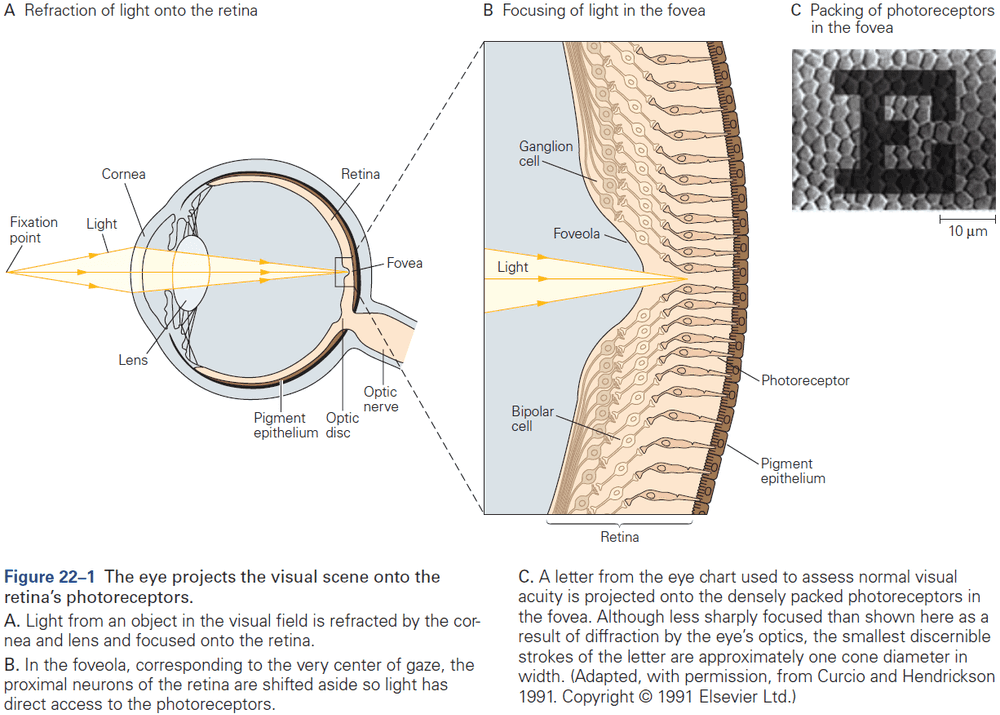 A Refraction of light onto the retina
Cornea
Retina
Fixation
point
Light
Fovea
Lens
Optic
nerve
Pigment
epithelium
Optic
disc
B Focusing of light in the fovea
Ganglion
cell
Foveola
Light
Photoreceptor
Bipolar
cell
Pigment
epithelium
Retina
C Packing of photoreceptors
in the fovea
E
10 μm
Figure 22–1 The eye projects the visual scene onto the
retina's photoreceptors.
A. Light from an object in the visual field is refracted by the cor-
nea and lens and focused onto the retina.
B. In the foveola, corresponding to the very center of gaze, the
proximal neurons of the retina are shifted aside so light has
direct access to the photoreceptors.
C. A letter from the eye chart used to assess normal visual
acuity is projected onto the densely packed photoreceptors in
the fovea. Although less sharply focused than shown here as a
result of diffraction by the eye's optics, the smallest discernible
strokes of the letter are approximately one cone diameter in
width. (Adapted, with permission, from Curcio and Hendrickson
1991. Copyright © 1991 Elsevier Ltd.)